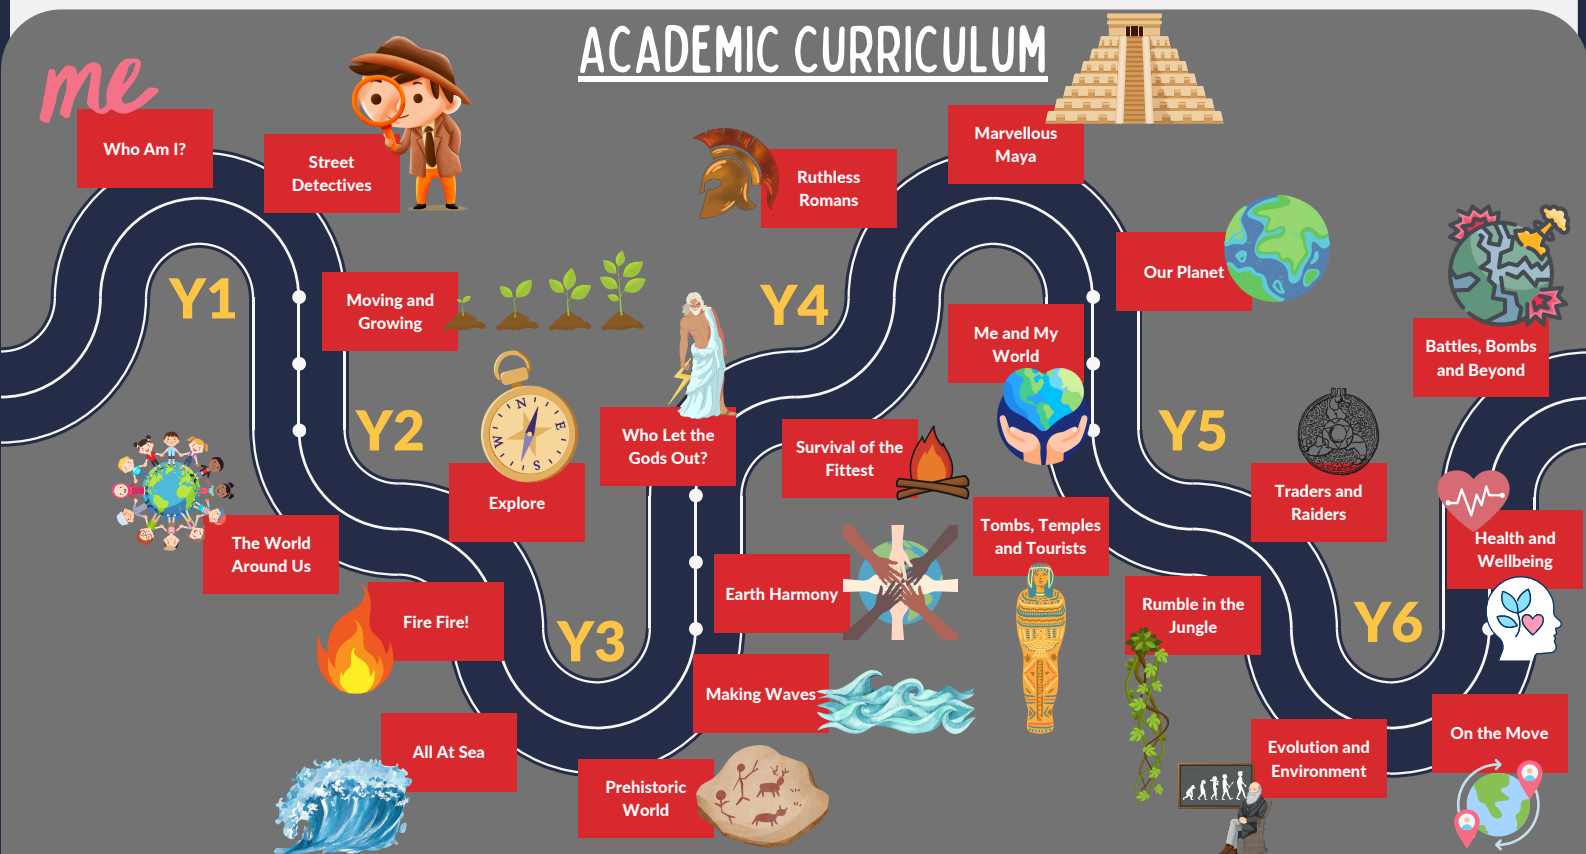 ACADEMIC CURRICULUM
me
Who Am I?
Street
Detectives
Y1
Moving and
Growing
Y2
The World
Around Us
Explore
Fire Fire!
All At Sea
Y3
Prehistoric
World
Making Waves
Earth Harmony
Who Let the
Gods Out?
Y4
Ruthless
Romans
Survival of the
Fittest
Marvellous
Maya
Me and My
World
Our Planet
Tombs, Temples
and Tourists
Y5
Rumble in the
Jungle
Traders and
Raiders
Evolution and
Environment
Y6
On the Move
Health and
Wellbeing
Battles, Bombs
and Beyond
N
E
S
W